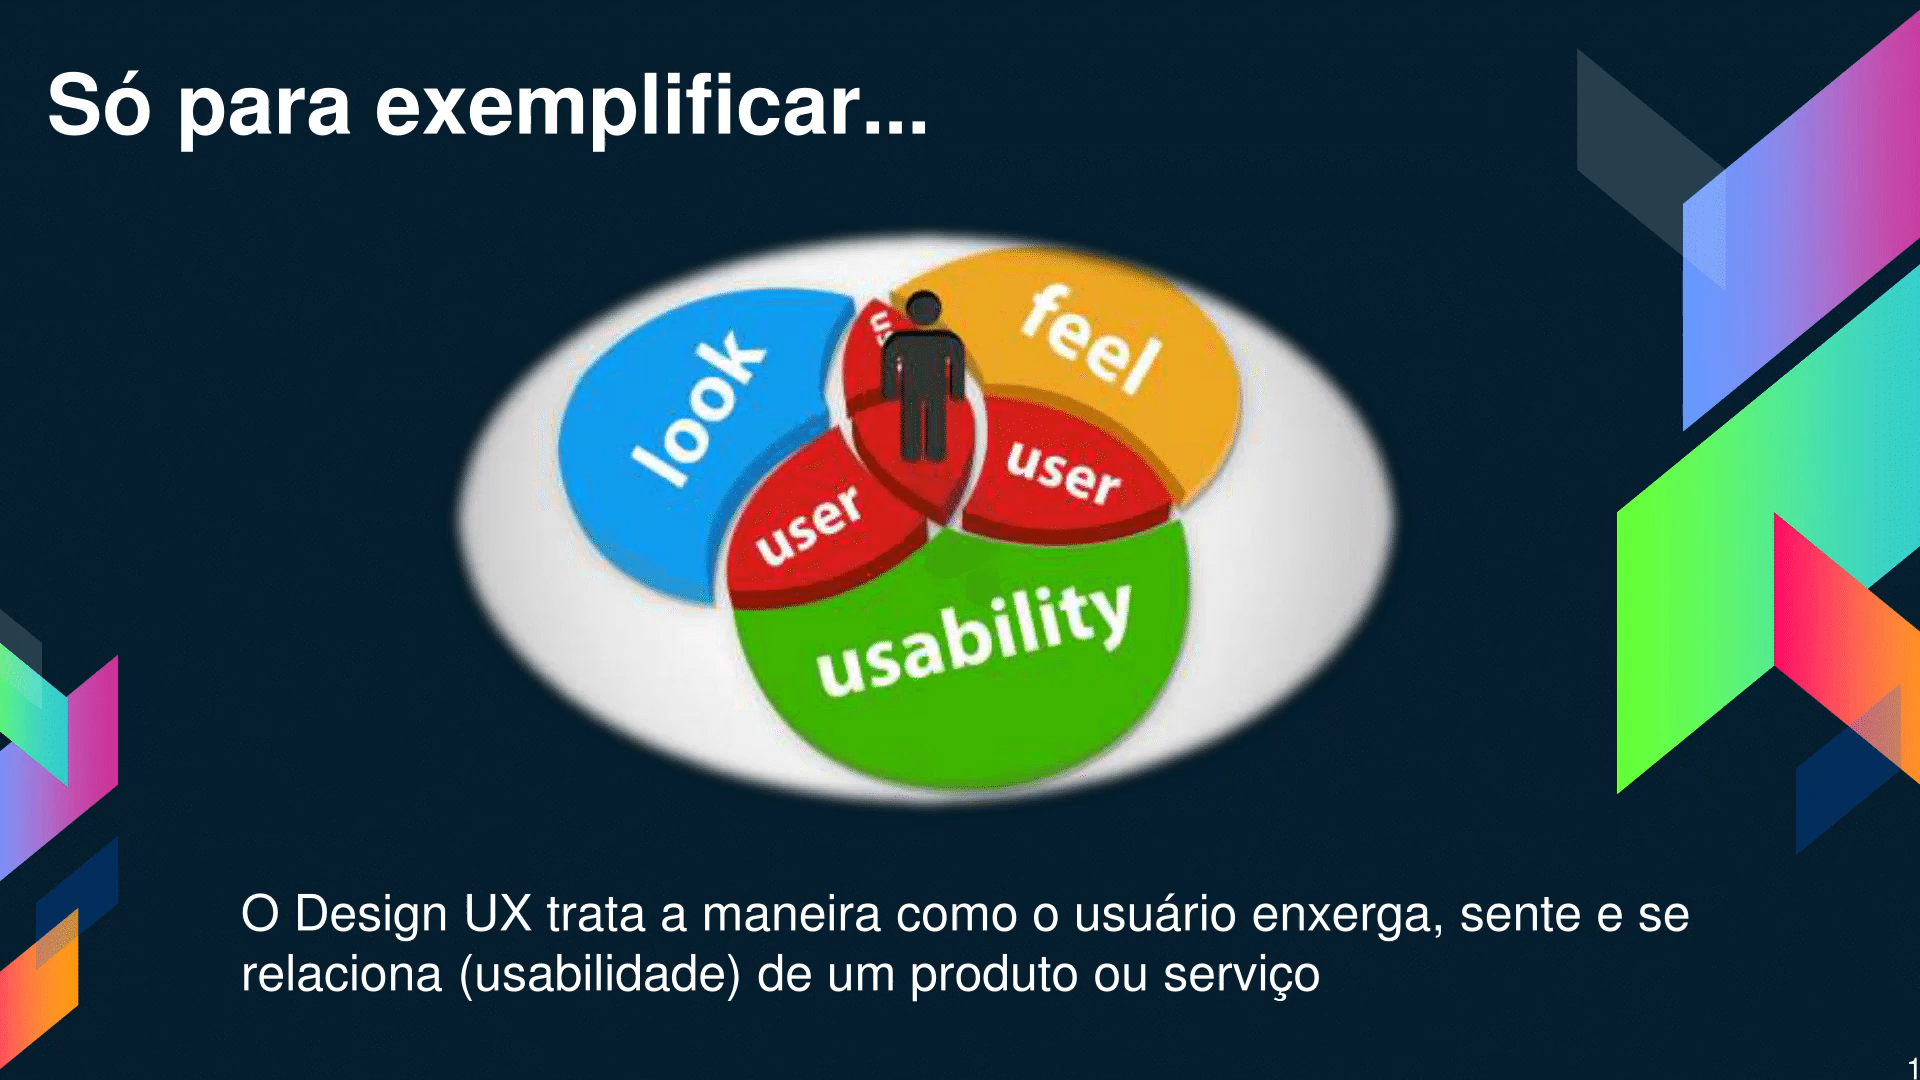 Só para exemplificar...
look
feel
user
user
usability
O Design UX trata a maneira como o usuário enxerga, sente e se
relaciona (usabilidade) de um produto ou serviço
1